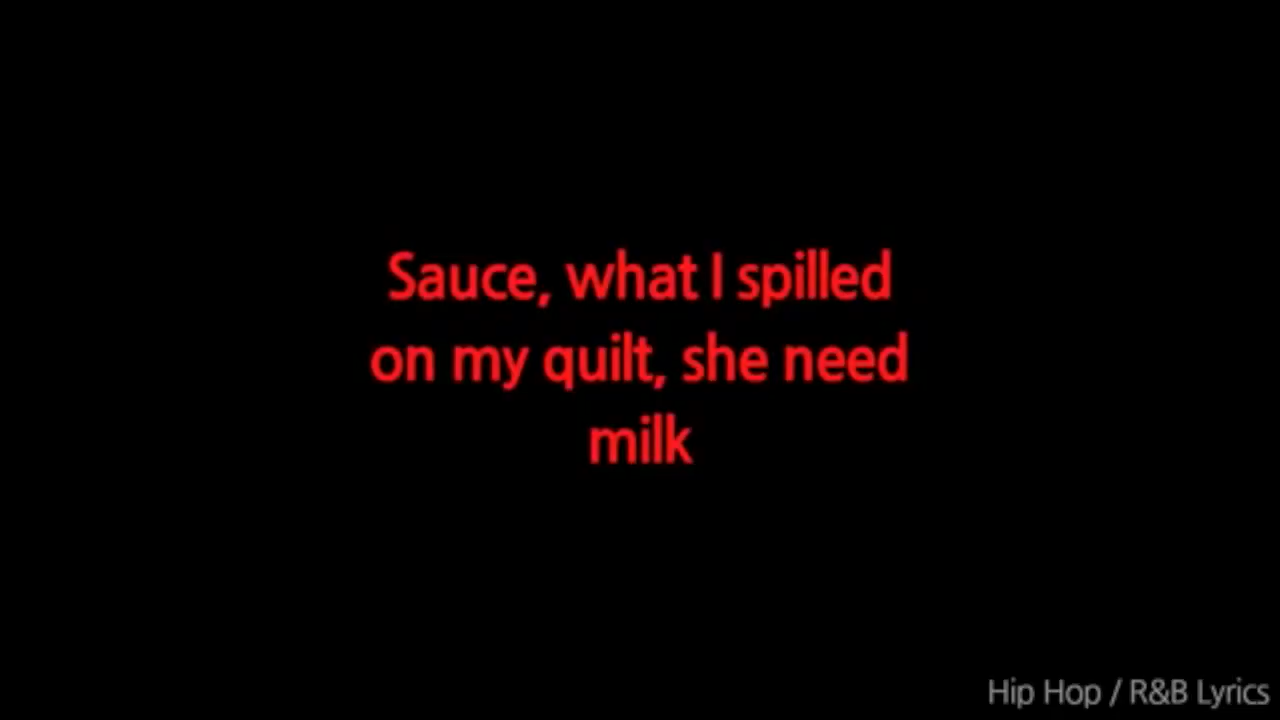 Sauce, what I spilled
on my quilt, she need
milk
Hip Hop / R&B Lyrics